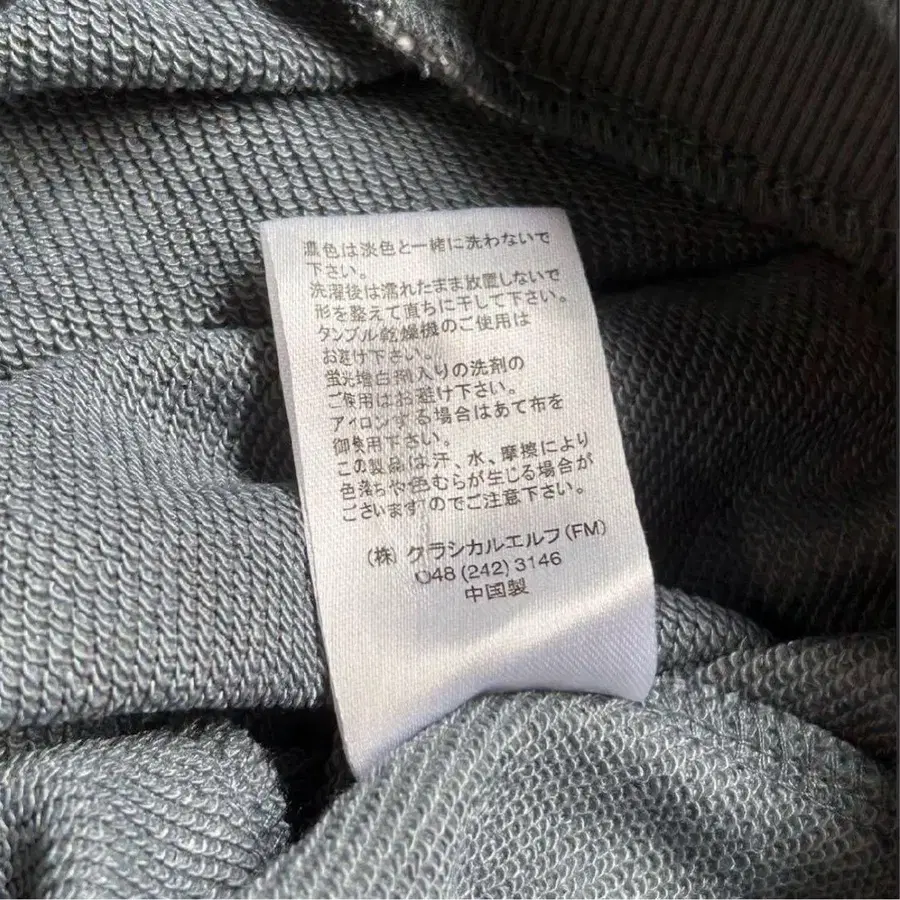 濃色は淡色と一緒に洗わないで
下さい。
洗濯後は濡れたまま放置しないで
形を整えて直ちに干して下さい。
タンブル乾燥機のご使用は
お避け下さい。
蛍光増白剤入りの洗剤の
ご使用はお避け下さい。
アイロンする場合はあて布を
御使用下さい。
この製品は汗、水、摩擦により
色落ちや色むらが生じる場合が
ございますのでご注意下さい。
(株) クラシカルエルフ(FM)
048 (242) 3146
中国製